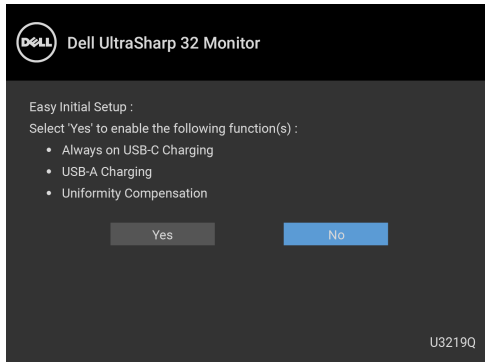 DELL Dell UltraSharp 32 Monitor
Easy Initial Setup :
Select 'Yes' to enable the following function(s) :
• Always on USB-C Charging
• USB-A Charging
• Uniformity Compensation
Yes No
U3219Q